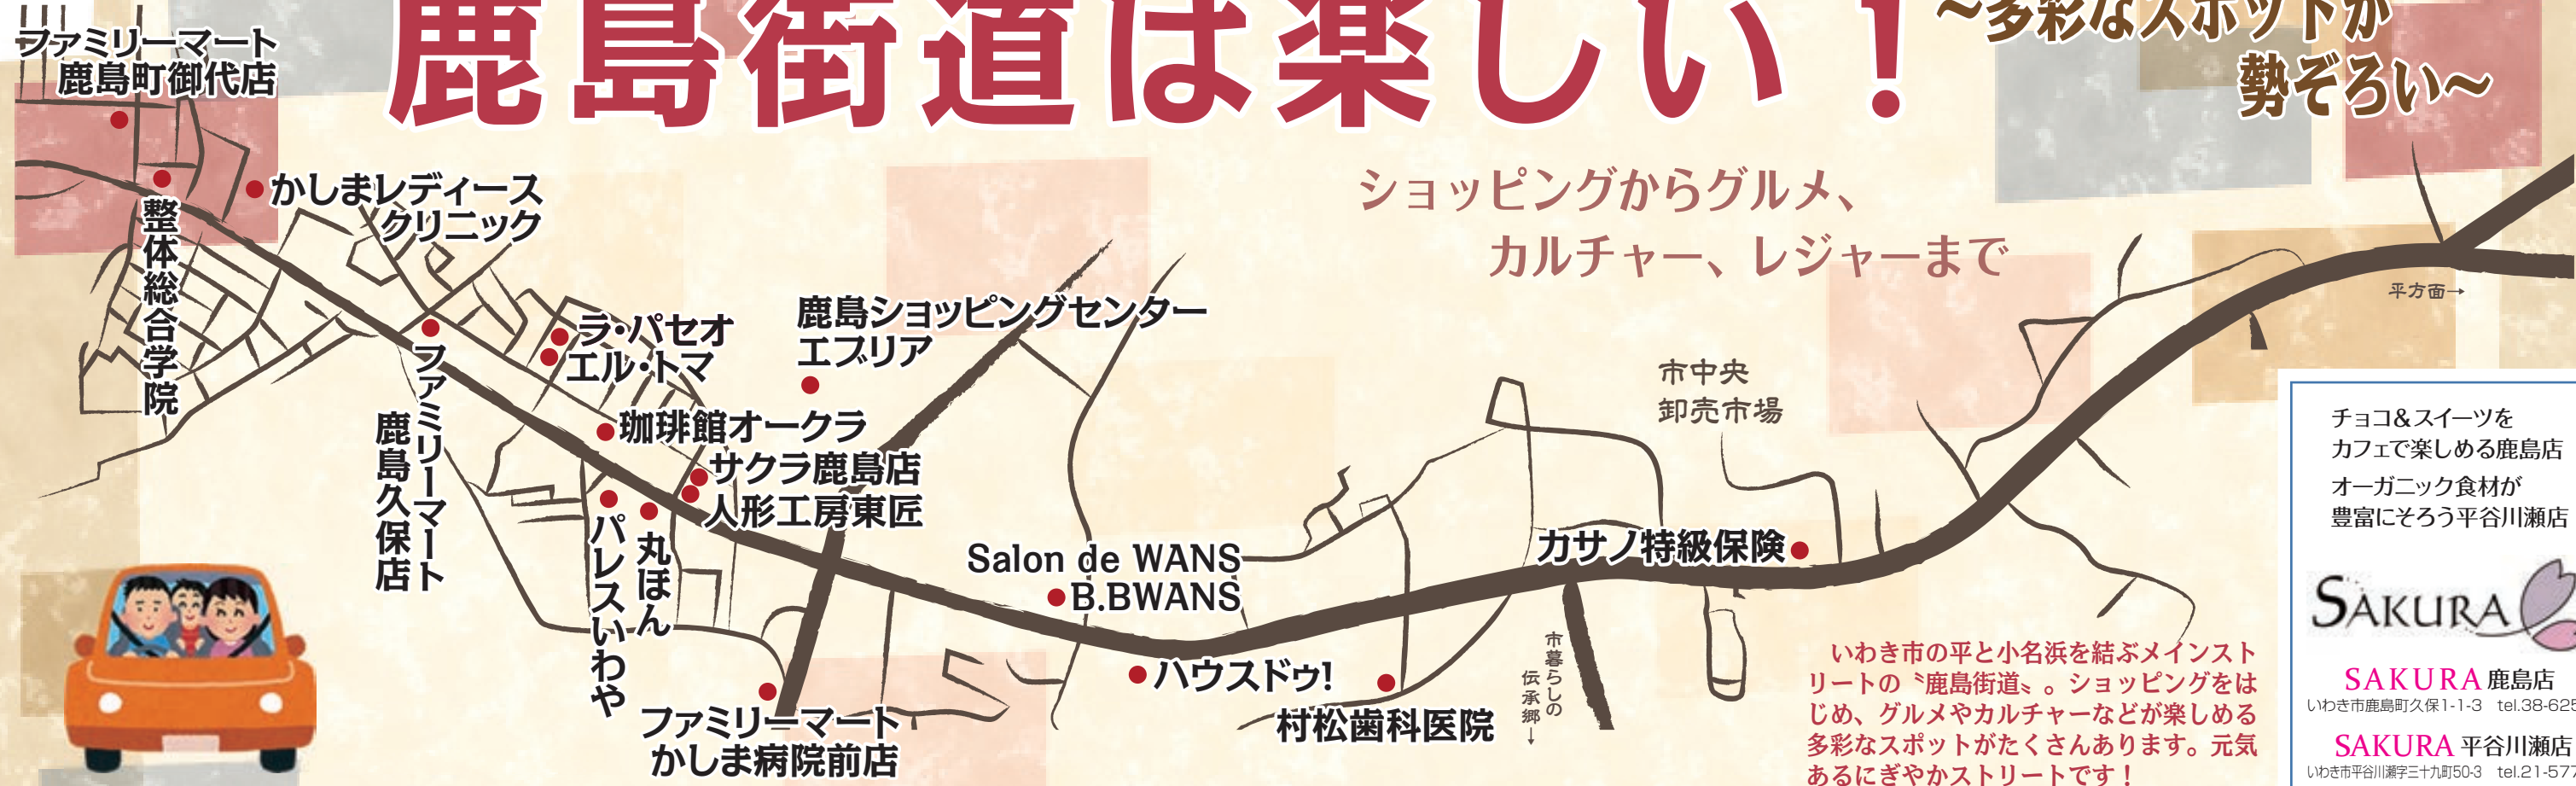 鹿島街道は楽しい！
～多彩なスポットが
勢ぞろい～
ショッピングからグルメ、
カルチャー、レジャーまで
ファミリーマート
鹿島町御代店
整体総合学院
かしまレディース
クリニック
ファミリーマート
鹿島久保店
ラ・パセオ
エル・トマ
鹿島ショッピングセンター
エブリア
珈琲館オークラ
サクラ鹿島店
人形工房東匠
パレスいわや
丸ぽん
ファミリーマート
かしま病院前店
Salon de WANS
B.BWANS
ハウスドゥ!
村松歯科医院
カサノ特級保険
市中央
卸売市場
市暮らしの
伝承郷→
平方面→
いわき市の平と小名浜を結ぶメインスト
リートの〝鹿島街道〟。ショッピングをは
じめ、グルメやカルチャーなどが楽しめる
多彩なスポットがたくさんあります。元気
あるにぎやかストリートです！
チョコ&スイーツを
カフェで楽しめる鹿島店
オーガニック食材が
豊富にそろう平谷川瀬店
SAKURA
SAKURA 鹿島店
いわき市鹿島町久保1-1-3 tel.38-625
SAKURA 平谷川瀬店
いわき市平谷川瀬字三十九町50-3 tel.21-577